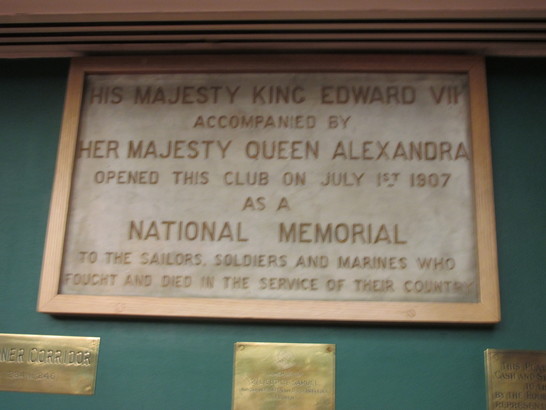 HIS MAJESTY KING EDWARD VII
ACCOMPANIED BY
HER MAJESTY QUEEN ALEXANDRA
OPENED THIS CLUB ON JULY 1ST 1907
AS A
NATIONAL MEMORIAL
TO THE SAILORS, SOLDIERS AND MARINES WHO
FOUGHT AND DIED IN THE SERVICE OF THEIR COUNTRY
NER CORRIDOR